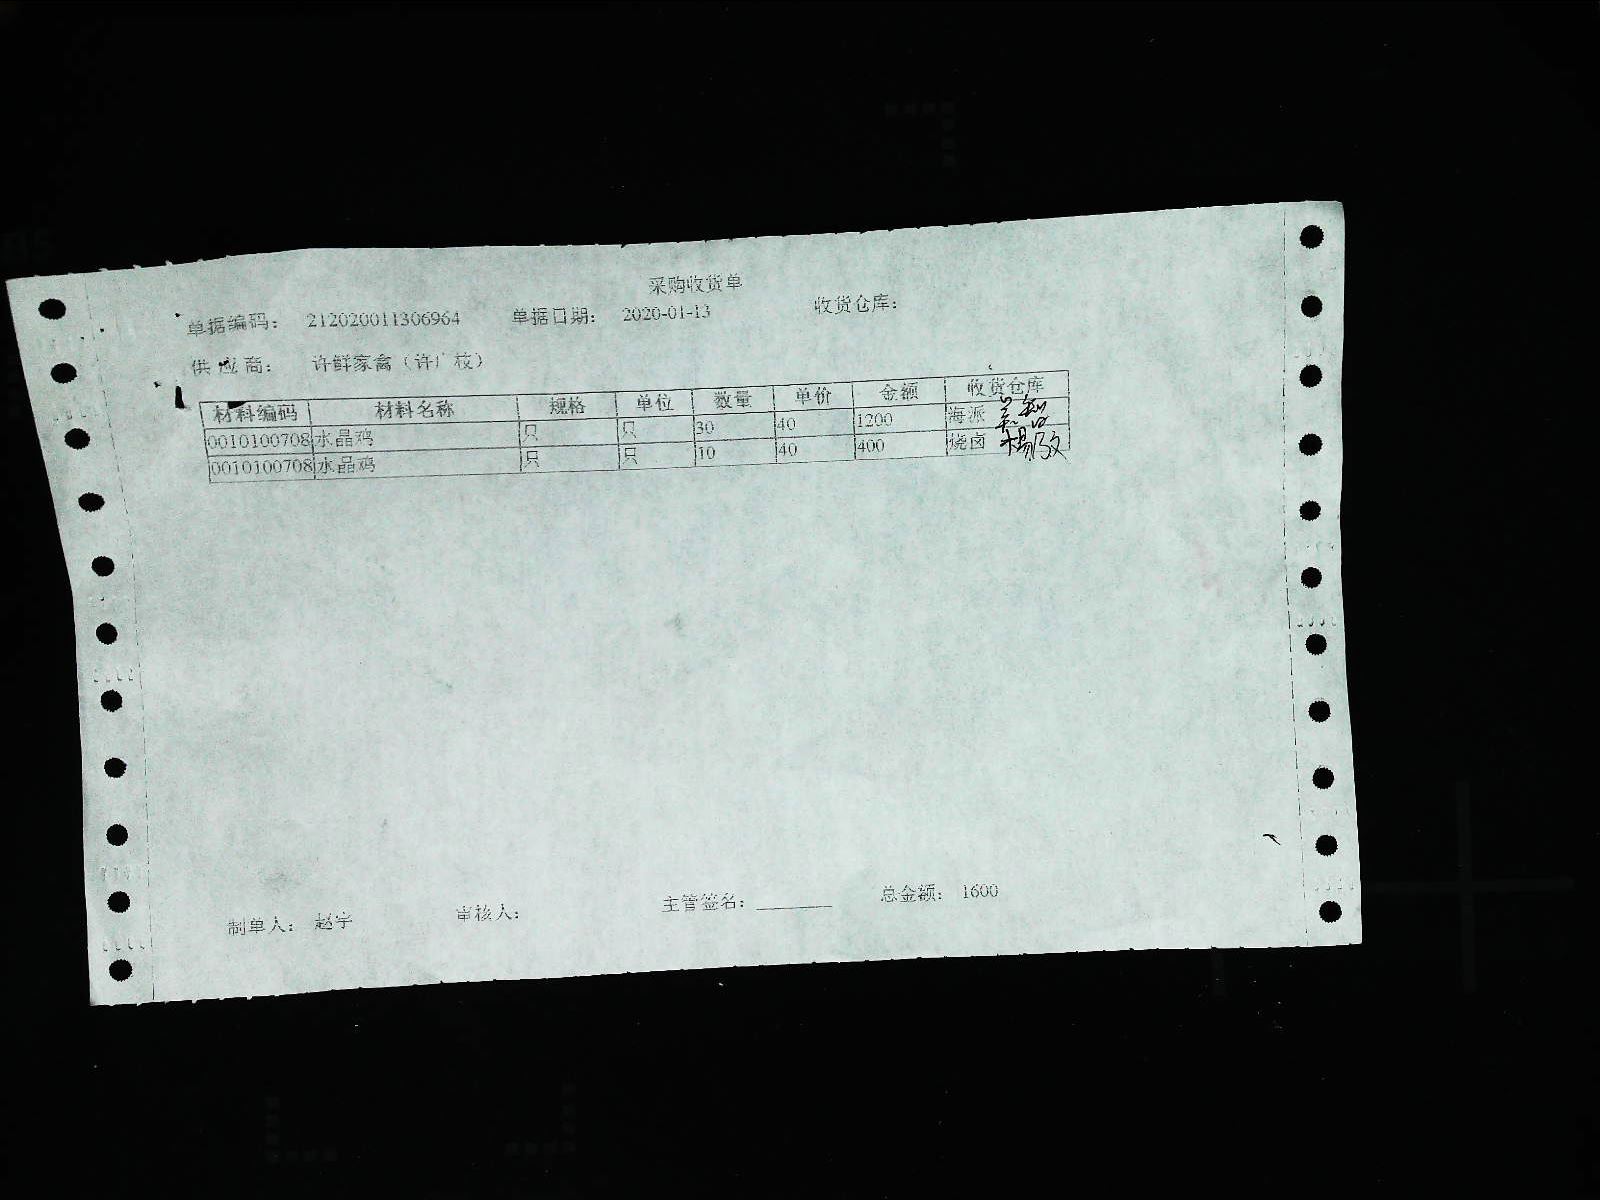 采购收货单
单据编码： 212020011306964 单据日期： 2020-01-13 收货仓库：
供应商： 许鲜家禽（许广枝）
材料编码 材料名称 规格 单位 数量 单价 金额 收货仓库
0010100708 水晶鸡 只 只 30 40 1200 海派
0010100708 水晶鸡 只 只 10 40 400 烧卤
制单人： 赵宇 审核人： 主管签名：________ 总金额： 1600